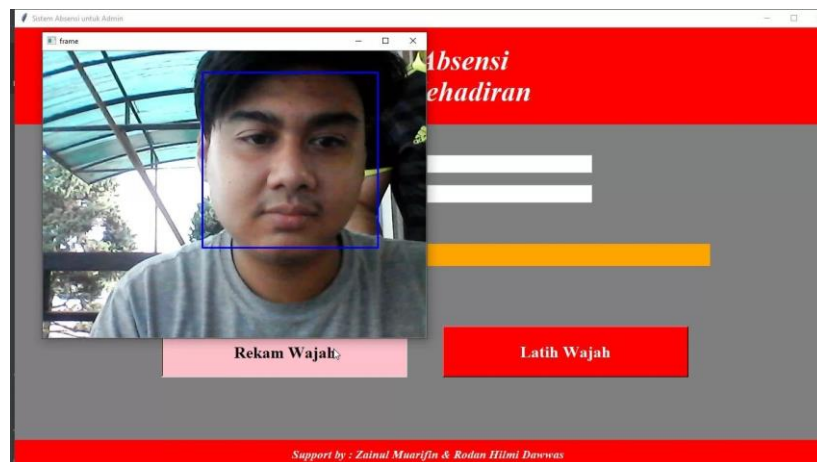 Sistem Absensi untuk Admin
frame
Absensi
ehadiran
Rekam Wajah
Latih Wajah
Support by : Zainul Muarifin & Rodan Hilmi Dawwas